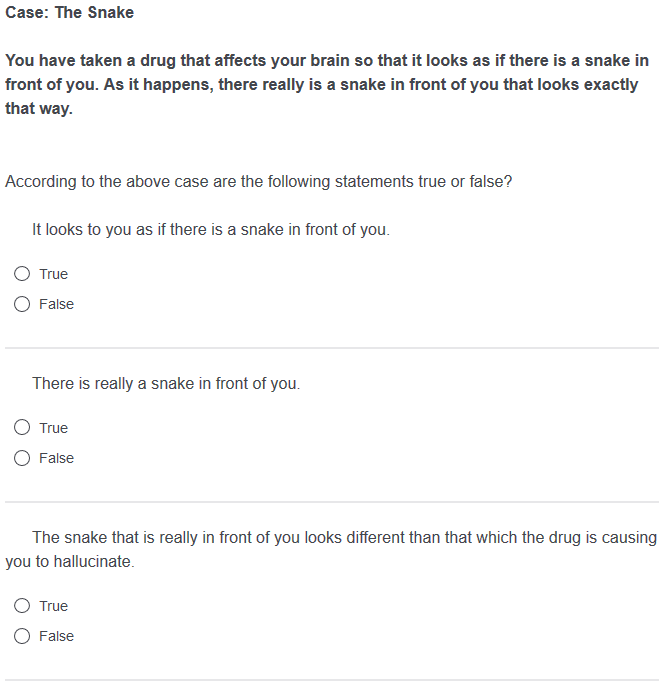 Case: The Snake
You have taken a drug that affects your brain so that it looks as if there is a snake in
front of you. As it happens, there really is a snake in front of you that looks exactly
that way.
According to the above case are the following statements true or false?
It looks to you as if there is a snake in front of you.
True
False
There is really a snake in front of you.
True
False
The snake that is really in front of you looks different than that which the drug is causing
you to hallucinate.
True
False